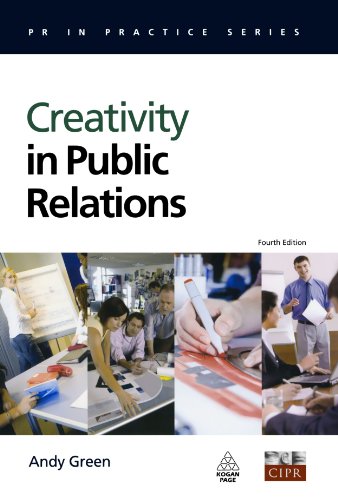 PR IN PRACTICE SERIES
Creativity
in Public
Relations
Fourth Edition
Andy Green
KOGAN
PAGE
CIPR